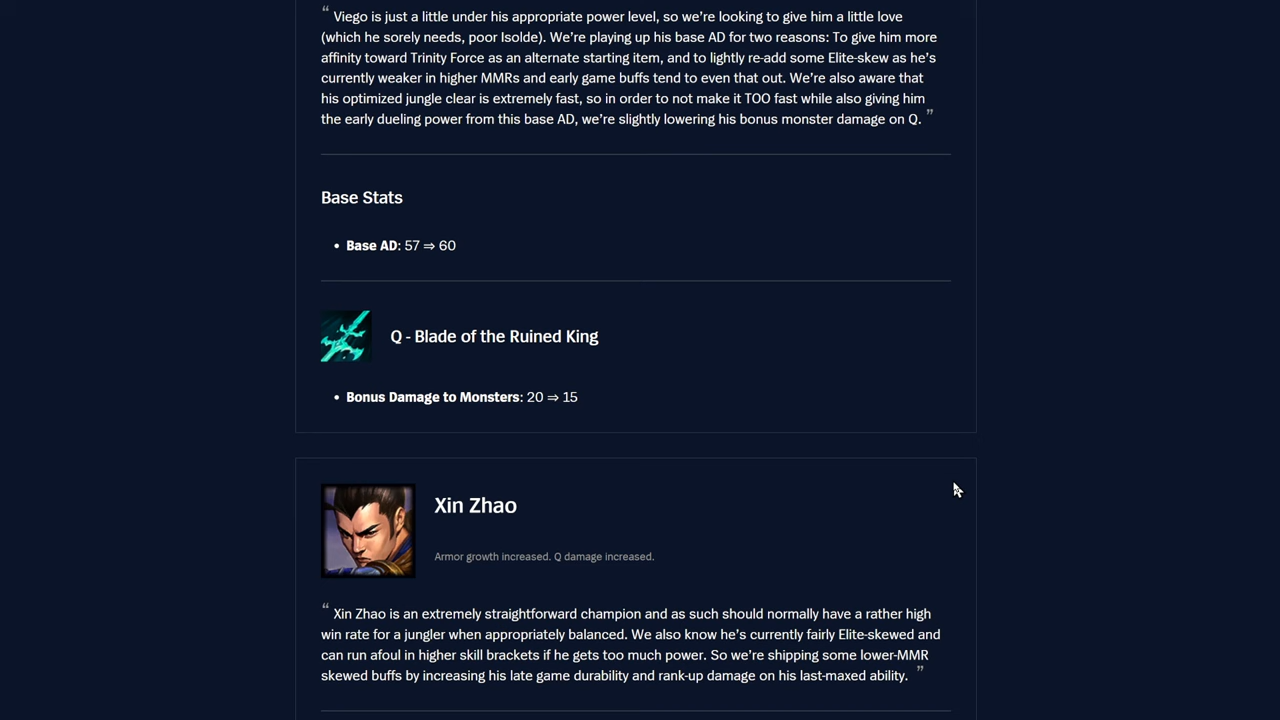 “ Viego is just a little under his appropriate power level, so we’re looking to give him a little love
(which he sorely needs, poor Isolde). We’re playing up his base AD for two reasons: To give him more
affinity toward Trinity Force as an alternate starting item, and to lightly re-add some Elite-skew as he’s
currently weaker in higher MMRs and early game buffs tend to even that out. We’re also aware that
his optimized jungle clear is extremely fast, so in order to not make it TOO fast while also giving him
the early dueling power from this base AD, we’re slightly lowering his bonus monster damage on Q. ”
Base Stats
• Base AD: 57 ⇒ 60
Q - Blade of the Ruined King
• Bonus Damage to Monsters: 20 ⇒ 15
Xin Zhao
Armor growth increased. Q damage increased.
“ Xin Zhao is an extremely straightforward champion and as such should normally have a rather high
win rate for a jungler when appropriately balanced. We also know he’s currently fairly Elite-skewed and
can run afoul in higher skill brackets if he gets too much power. So we’re shipping some lower-MMR
skewed buffs by increasing his late game durability and rank-up damage on his last-maxed ability. ”